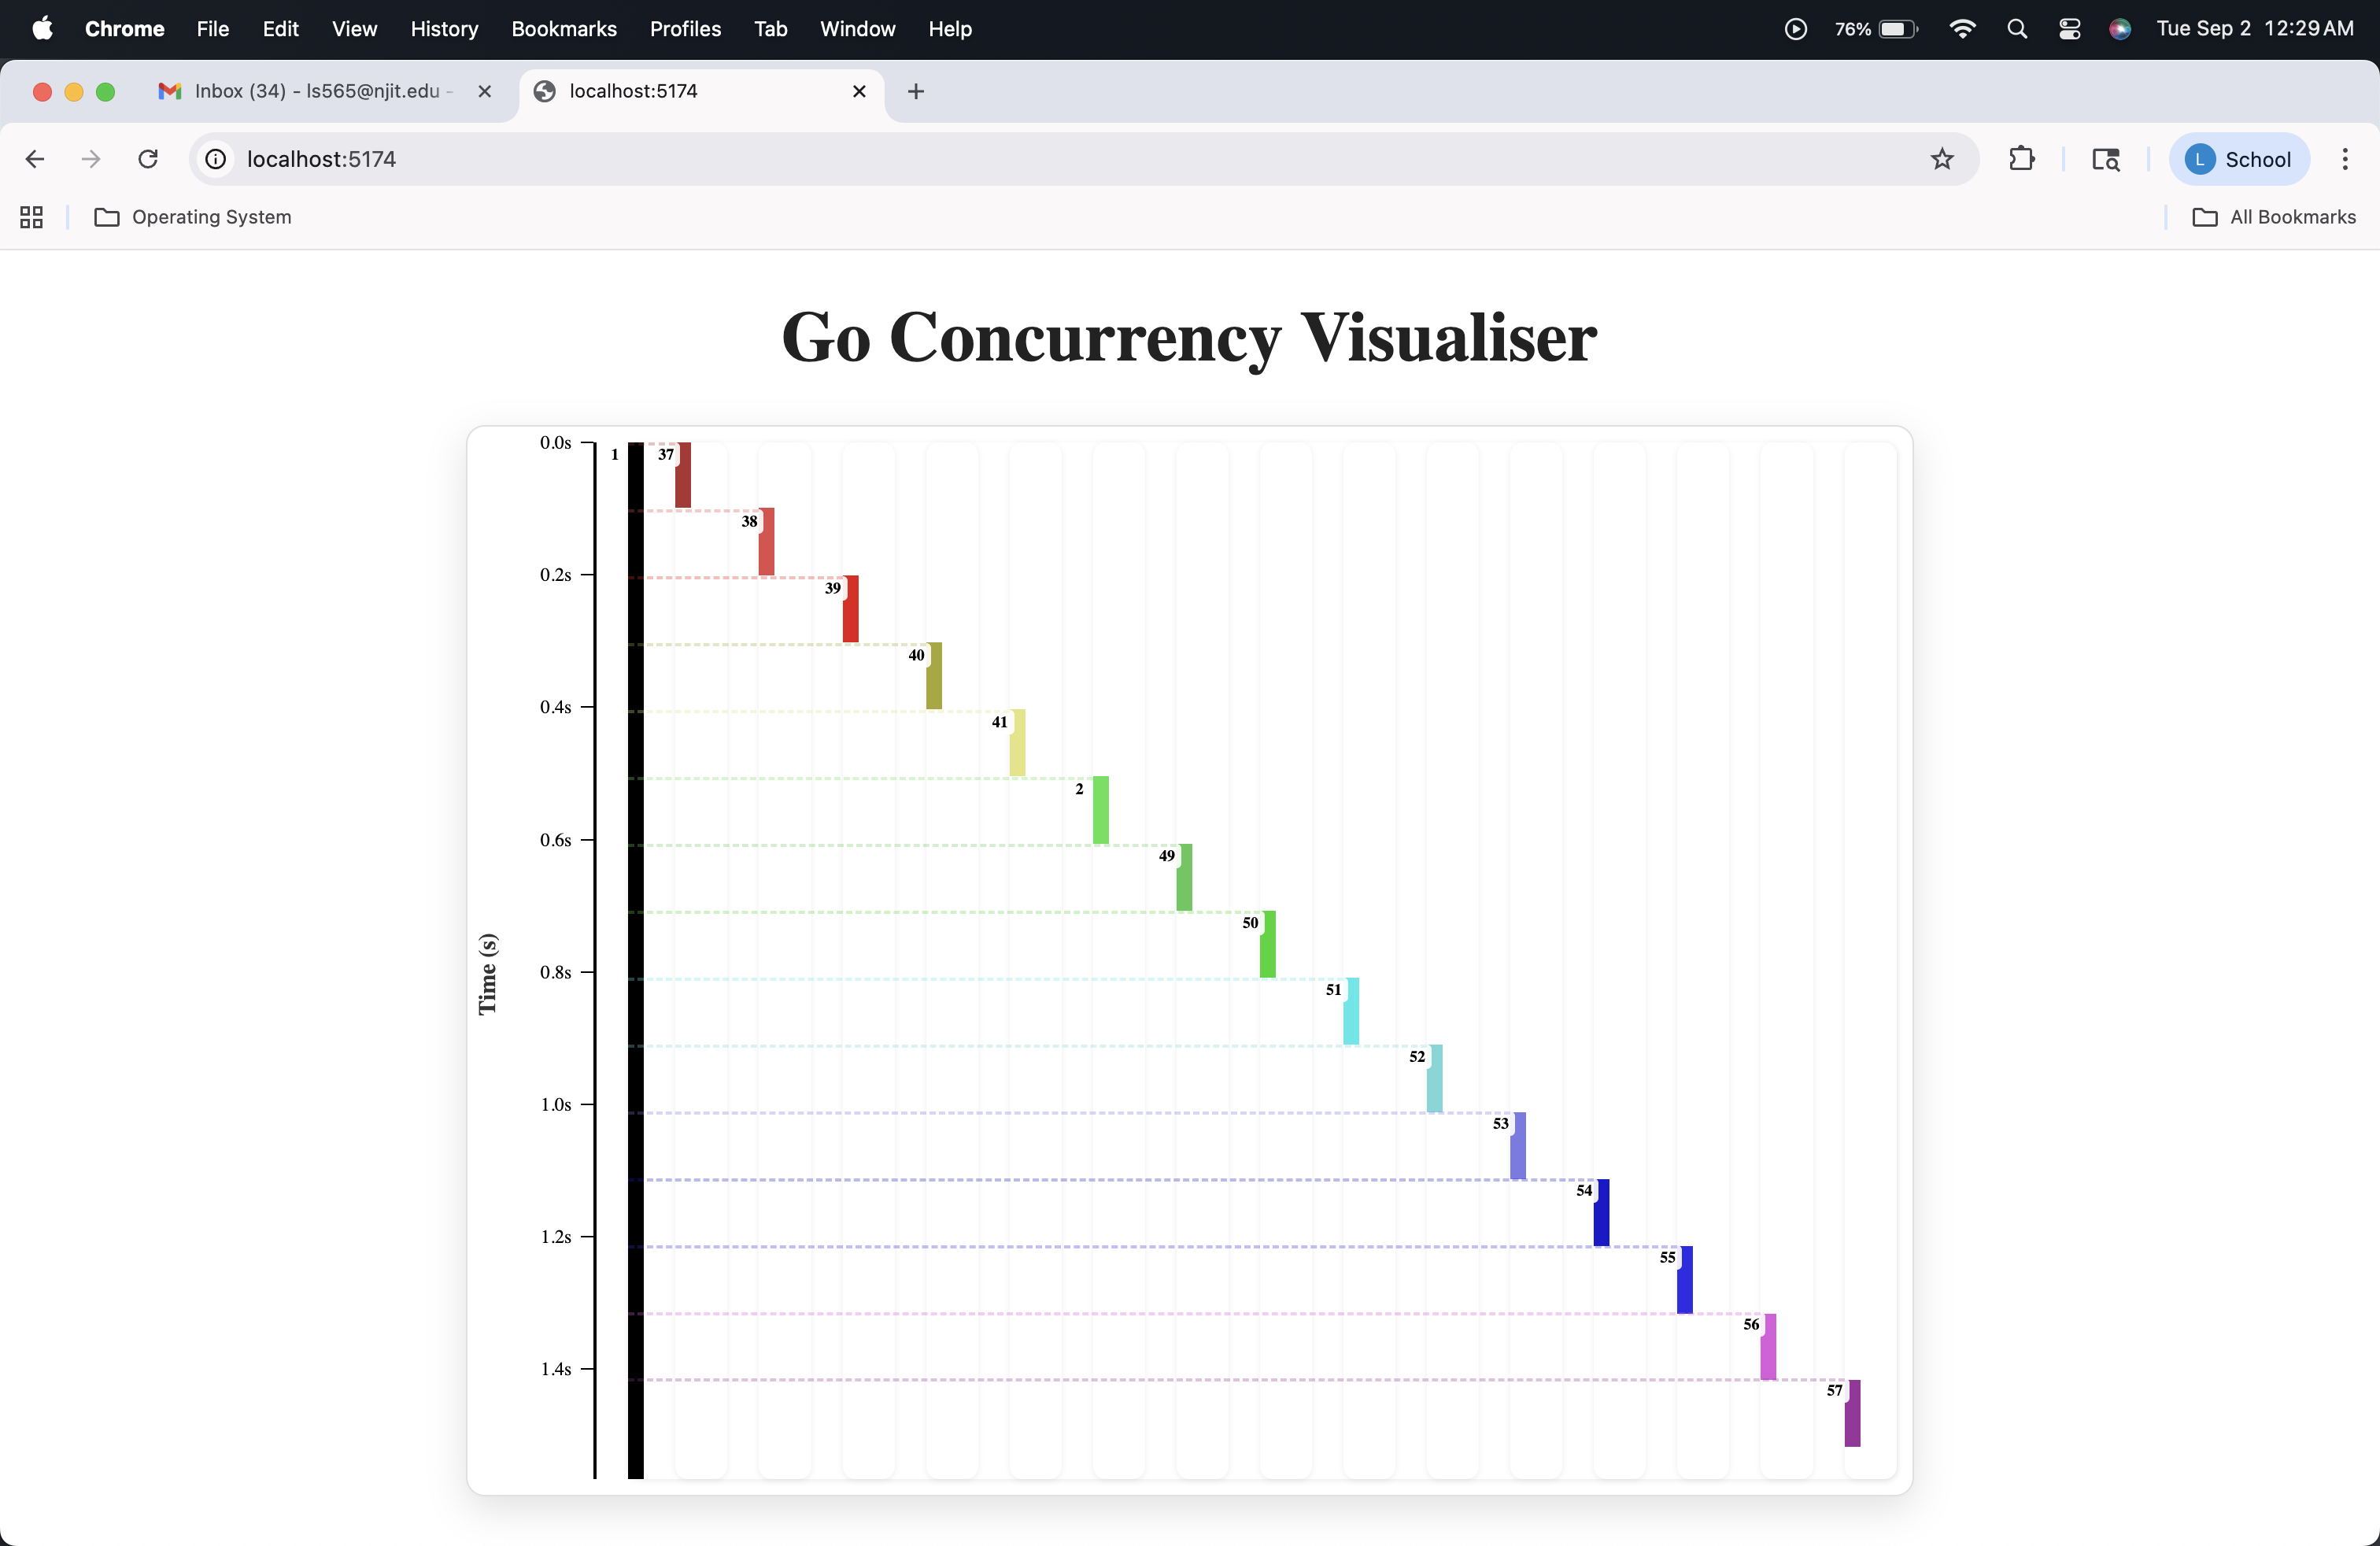 Chrome File Edit View History Bookmarks Profiles Tab Window Help 76% Tue Sep 2 12:29 AM
Inbox (34) - ls565@njit.edu - localhost:5174
localhost:5174 L School
Operating System All Bookmarks
Go Concurrency Visualiser
0.0s
1 37
38
0.2s
39
40
0.4s
41
2
0.6s
49
50
Time (s)
0.8s
51
52
1.0s
53
54
1.2s
55
56
1.4s
57